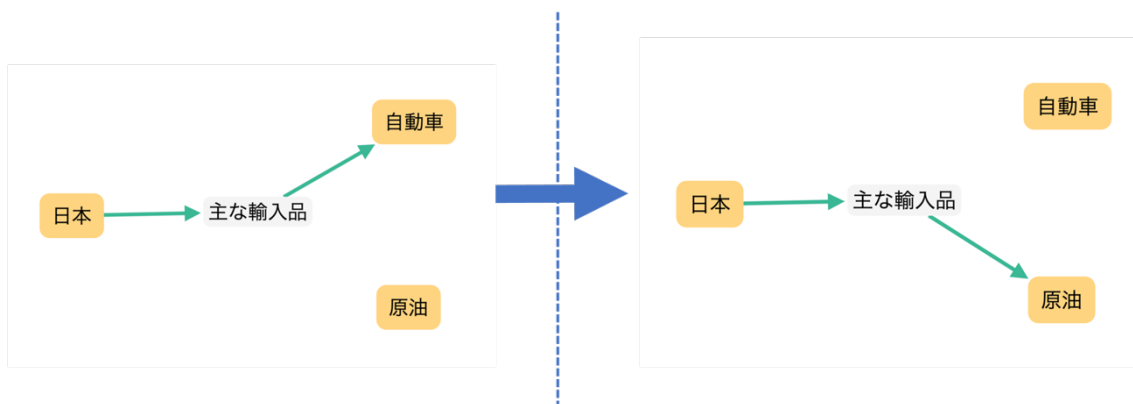 自動車
日本
主な輸入品
原油
自動車
日本
主な輸入品
原油